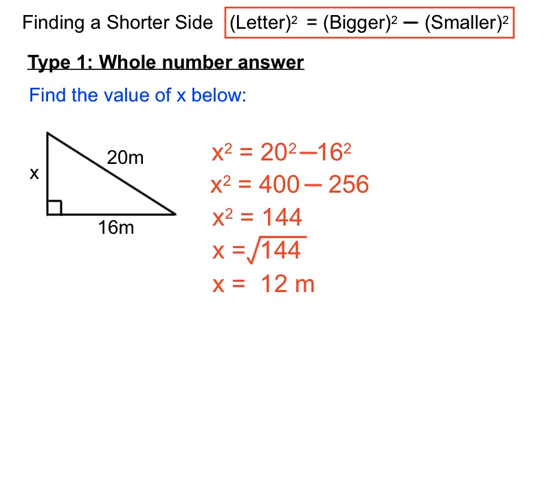 Finding a Shorter Side (Letter)² = (Bigger)² — (Smaller)²
Type 1: Whole number answer
Find the value of x below:
x
20m
16m
x² = 20²—16²
x² = 400 — 256
x² = 144
x = √144
x = 12 m